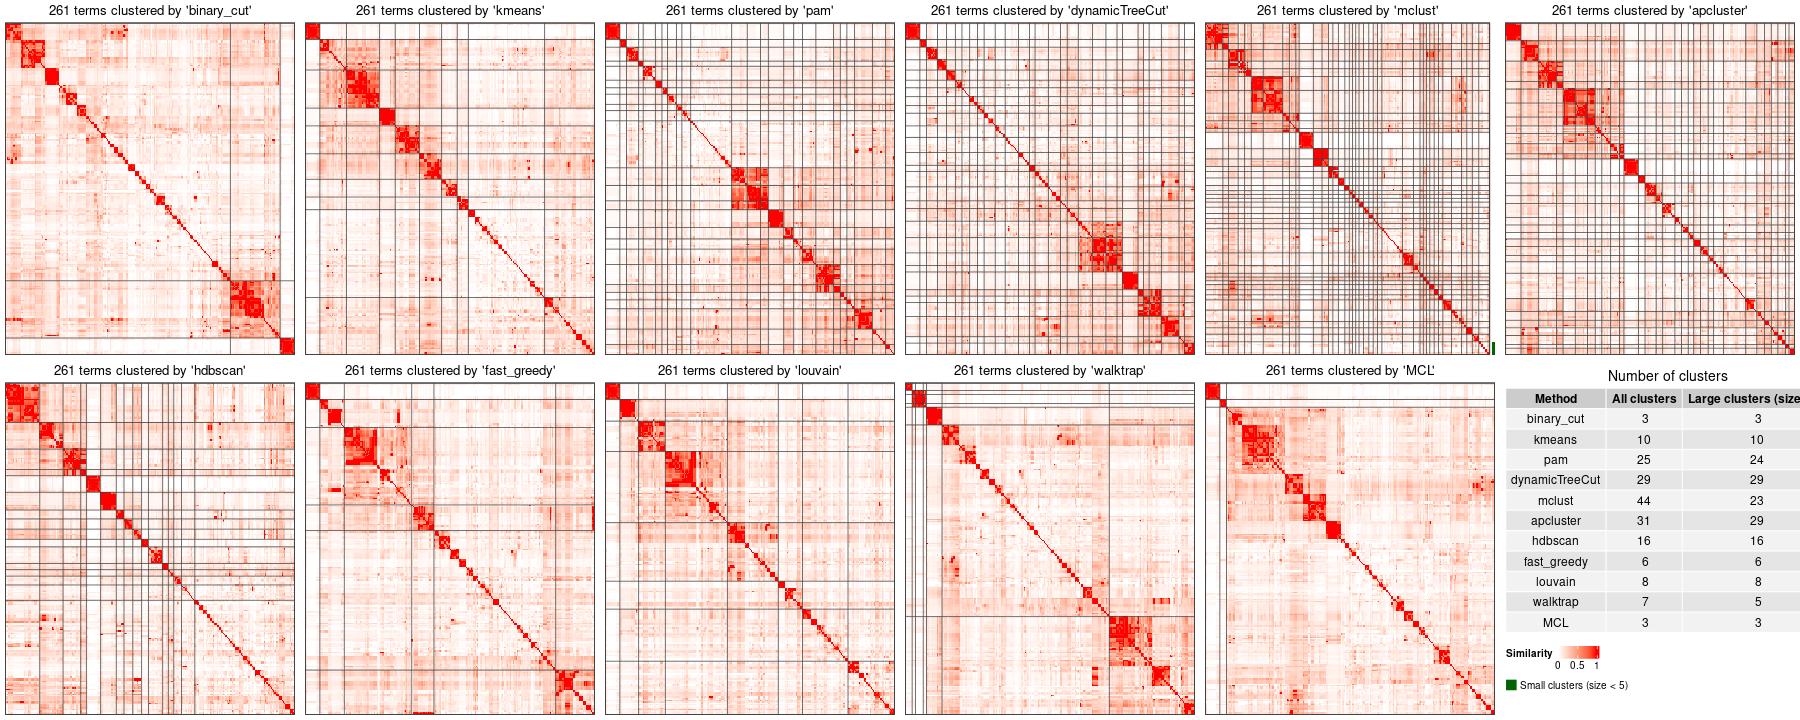 261 terms clustered by 'binary_cut'
261 terms clustered by 'kmeans'
261 terms clustered by 'pam'
261 terms clustered by 'dynamicTreeCut'
261 terms clustered by 'mclust'
261 terms clustered by 'apcluster'
261 terms clustered by 'hdbscan'
261 terms clustered by 'fast_greedy'
261 terms clustered by 'louvain'
261 terms clustered by 'walktrap'
261 terms clustered by 'MCL'
Number of clusters
Method All clusters Large clusters (size
binary_cut 3 3
kmeans 10 10
pam 25 24
dynamicTreeCut 29 29
mclust 44 23
apcluster 31 29
hdbscan 16 16
fast_greedy 6 6
louvain 8 8
walktrap 7 5
MCL 3 3
Similarity
0 0.5 1
Small clusters (size < 5)